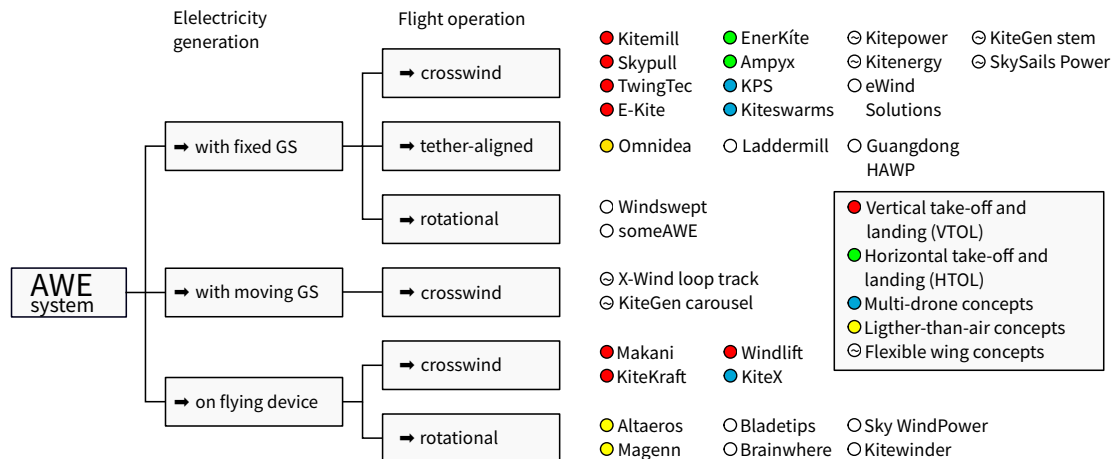 Elelectricity
generation
Flight operation
➡ crosswind
Kitemill
EnerKíte
Kitepower
KiteGen stem
Skypull
Ampyx
Kitenergy
SkySails Power
TwingTec
KPS
eWind
Solutions
E-Kite
Kiteswarms
➡ with fixed GS
➡ tether-aligned
Omnidea
Laddermill
Guangdong
HAWP
➡ rotational
Windswept
someAWE
AWE
system
➡ with moving GS
➡ crosswind
X-Wind loop track
KiteGen carousel
Vertical take-off and
landing (VTOL)
Horizontal take-off and
landing (HTOL)
Multi-drone concepts
Ligther-than-air concepts
Flexible wing concepts
➡ on flying device
➡ crosswind
Makani
Windlift
KiteKraft
KiteX
➡ rotational
Altaeros
Bladetips
Sky WindPower
Magenn
Brainwhere
Kitewinder